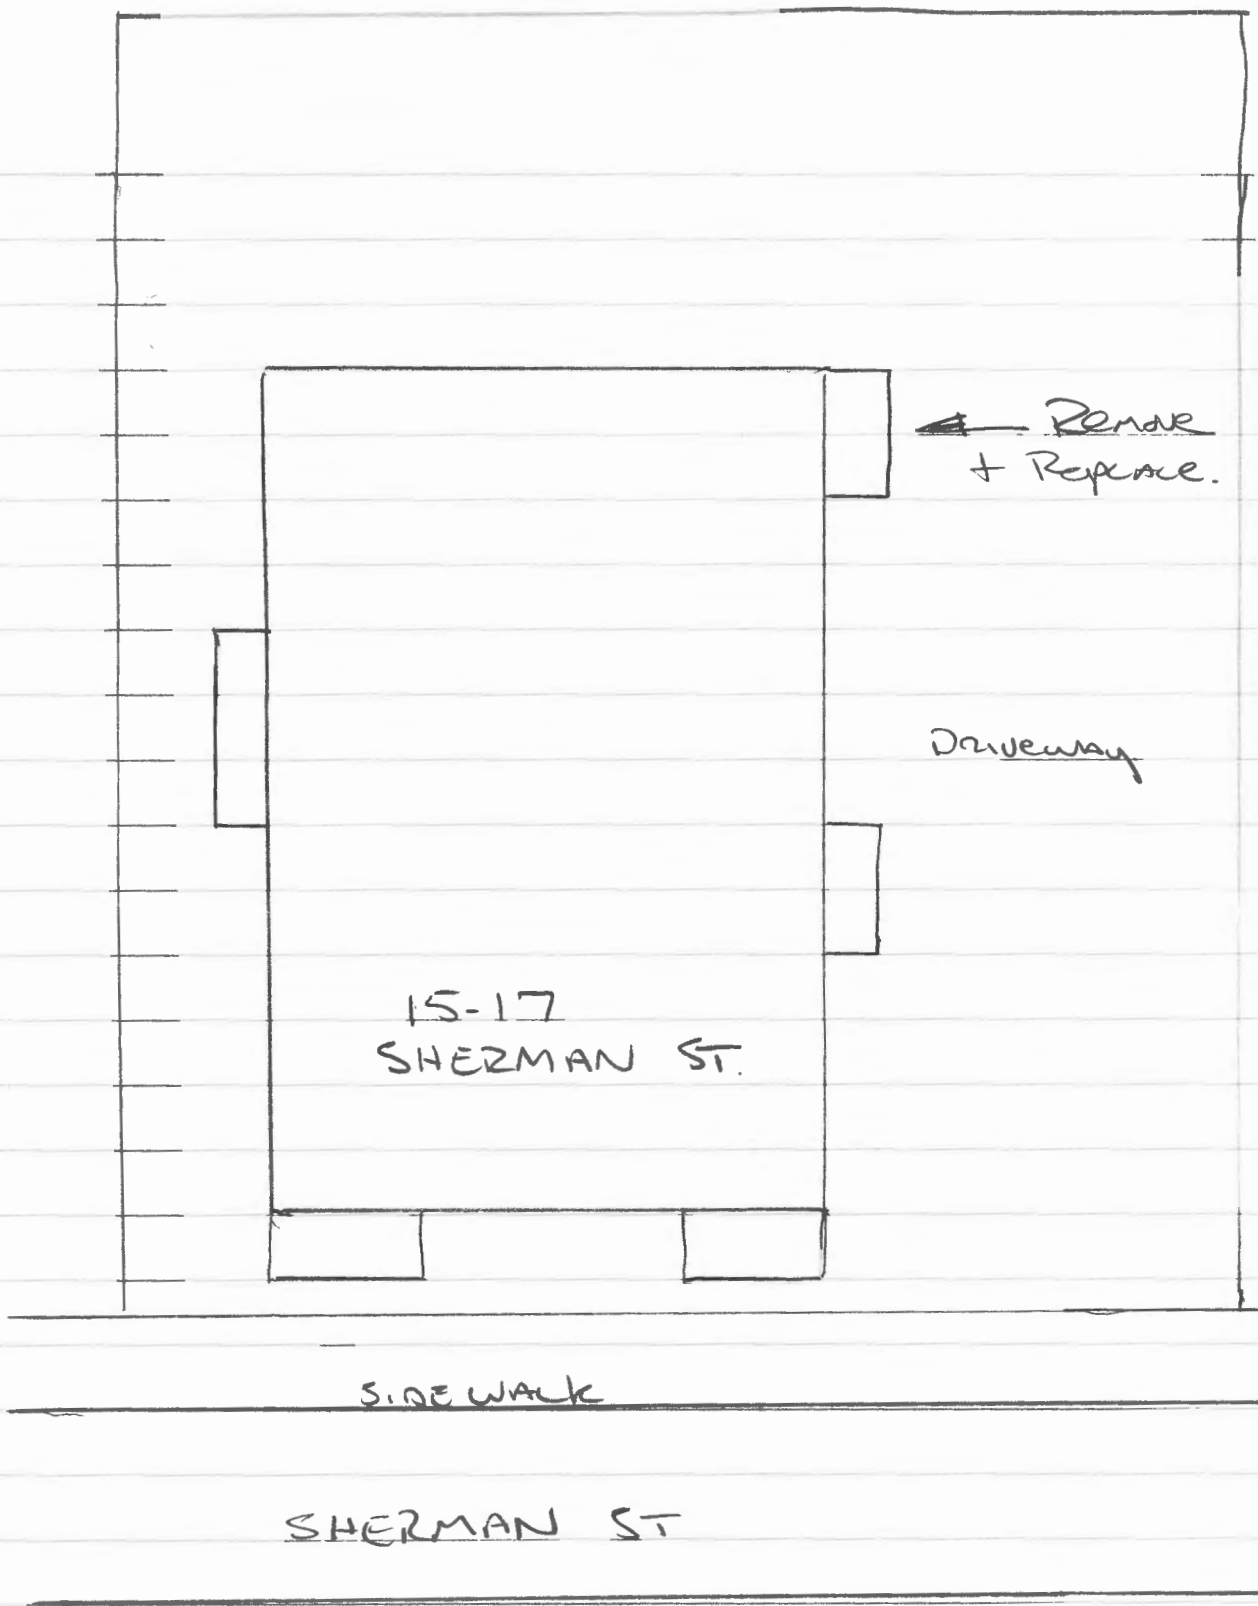 Remove
+ Replace.
Driveway
15-17
SHERMAN ST.
SIDEWALK
SHERMAN ST